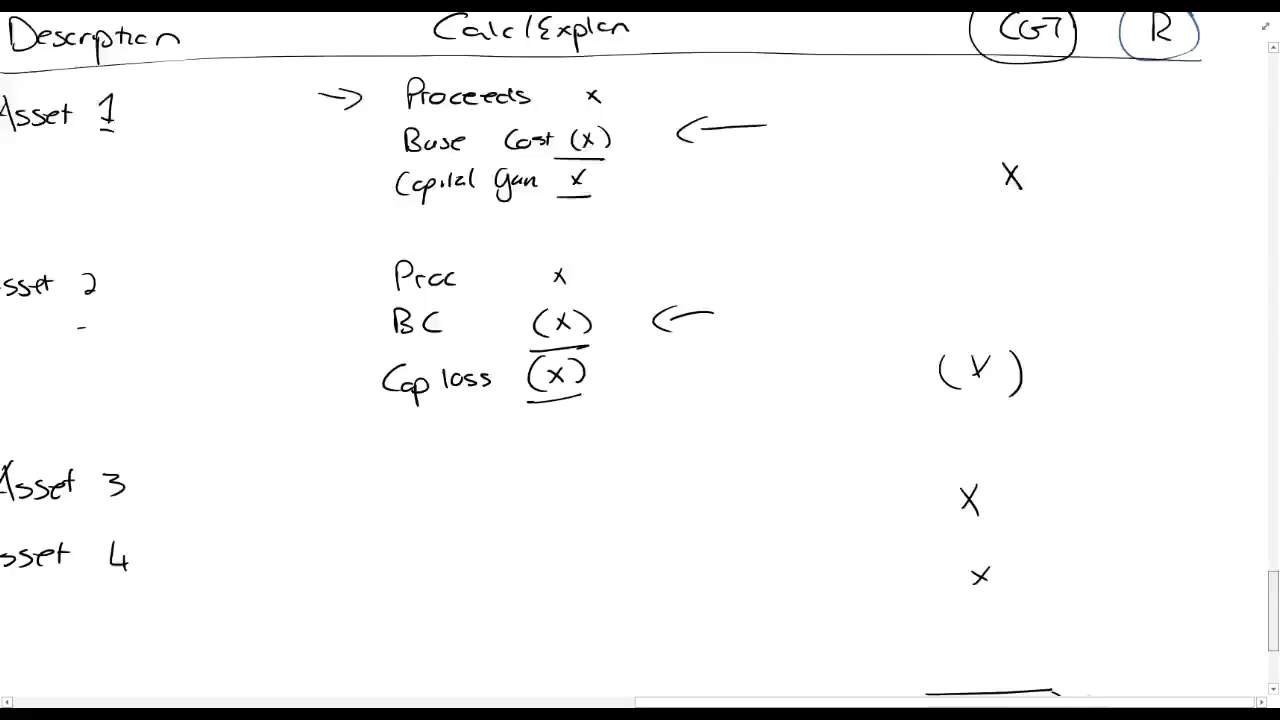 Description Calc/Explan CGT R
Asset 1 → Proceeds x
Base Cost (x) ←
Capital Gain x X
sset 2 Proc x
BC (x) ←
Cap loss (x) (x)
Asset 3 X
sset 4 x